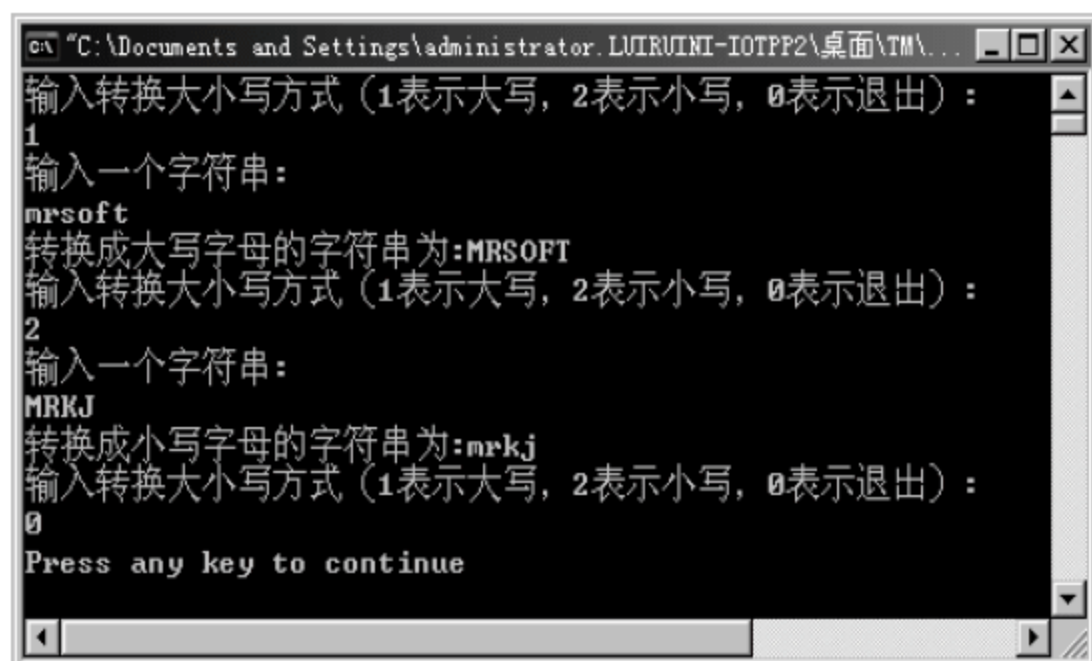 "C:\Documents and Settings\administrator.LUIRUINI-IOTPP2\桌面\TM\...
输入转换大小写方式（1表示大写，2表示小写，0表示退出）：
1
输入一个字符串：
mrsoft
转换成大写字母的字符串为:MRSOFT
输入转换大小写方式（1表示大写，2表示小写，0表示退出）：
2
输入一个字符串：
MRKJ
转换成小写字母的字符串为:mrkj
输入转换大小写方式（1表示大写，2表示小写，0表示退出）：
0
Press any key to continue